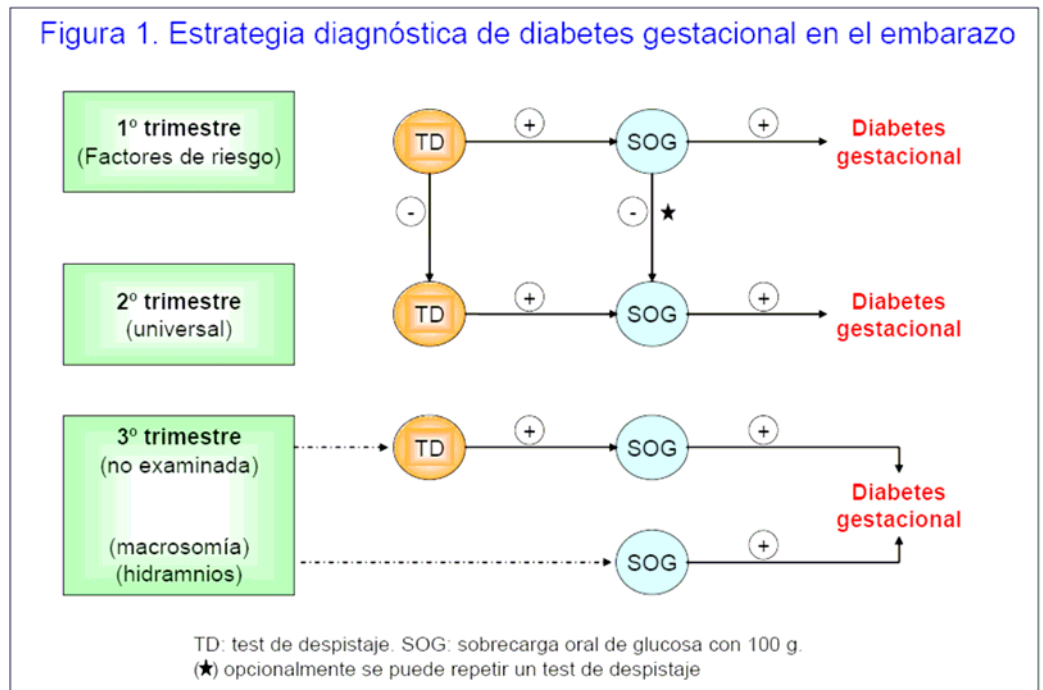 Figura 1. Estrategia diagnóstica de diabetes gestacional en el embarazo
1º trimestre
(Factores de riesgo)
TD
+
SOG
+
Diabetes
gestacional
-
-
★
2º trimestre
(universal)
TD
+
SOG
+
Diabetes
gestacional
3º trimestre
(no examinada)
TD
+
SOG
+
Diabetes
gestacional
(macrosomía)
(hidramnios)
SOG
+
TD: test de despistaje. SOG: sobrecarga oral de glucosa con 100 g.
(★) opcionalmente se puede repetir un test de despistaje